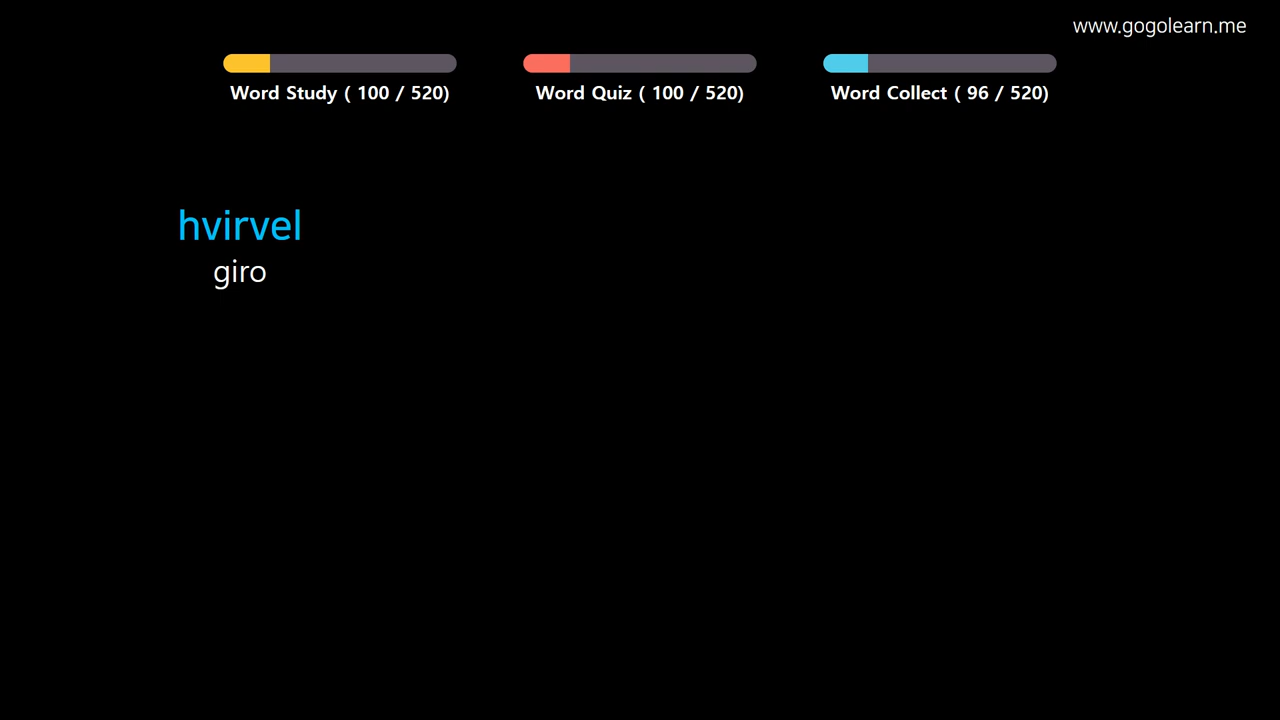 www.gogolearn.me
Word Study ( 100 / 520)
Word Quiz ( 100 / 520)
Word Collect ( 96 / 520)
hvirvel
giro